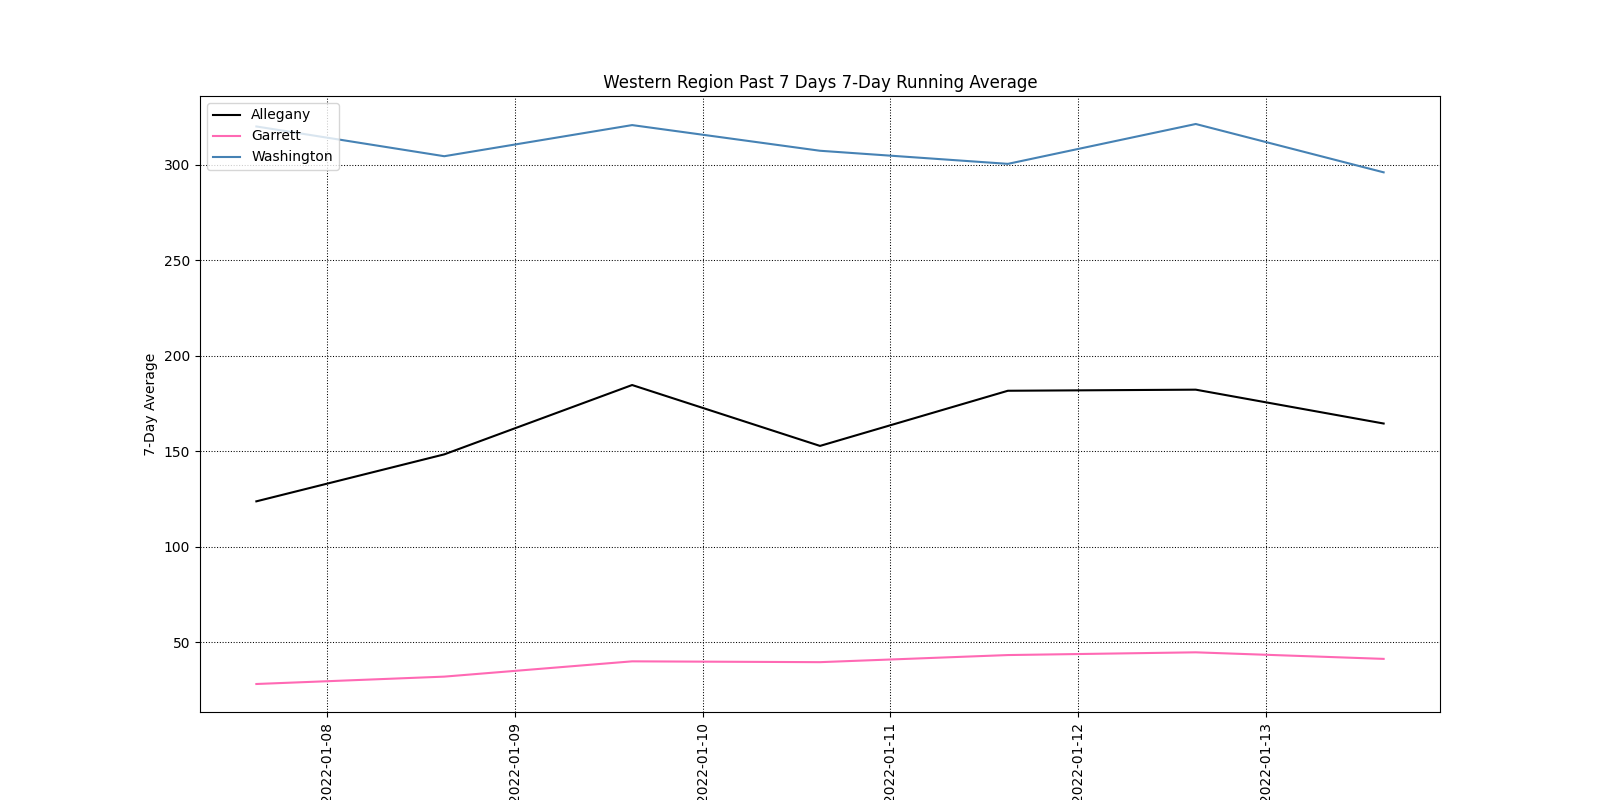 Western Region Past 7 Days 7-Day Running Average
Allegany
Garrett
Washington
7-Day Average
300
250
200
150
100
50
2022-01-08
2022-01-09
2022-01-10
2022-01-11
2022-01-12
2022-01-13